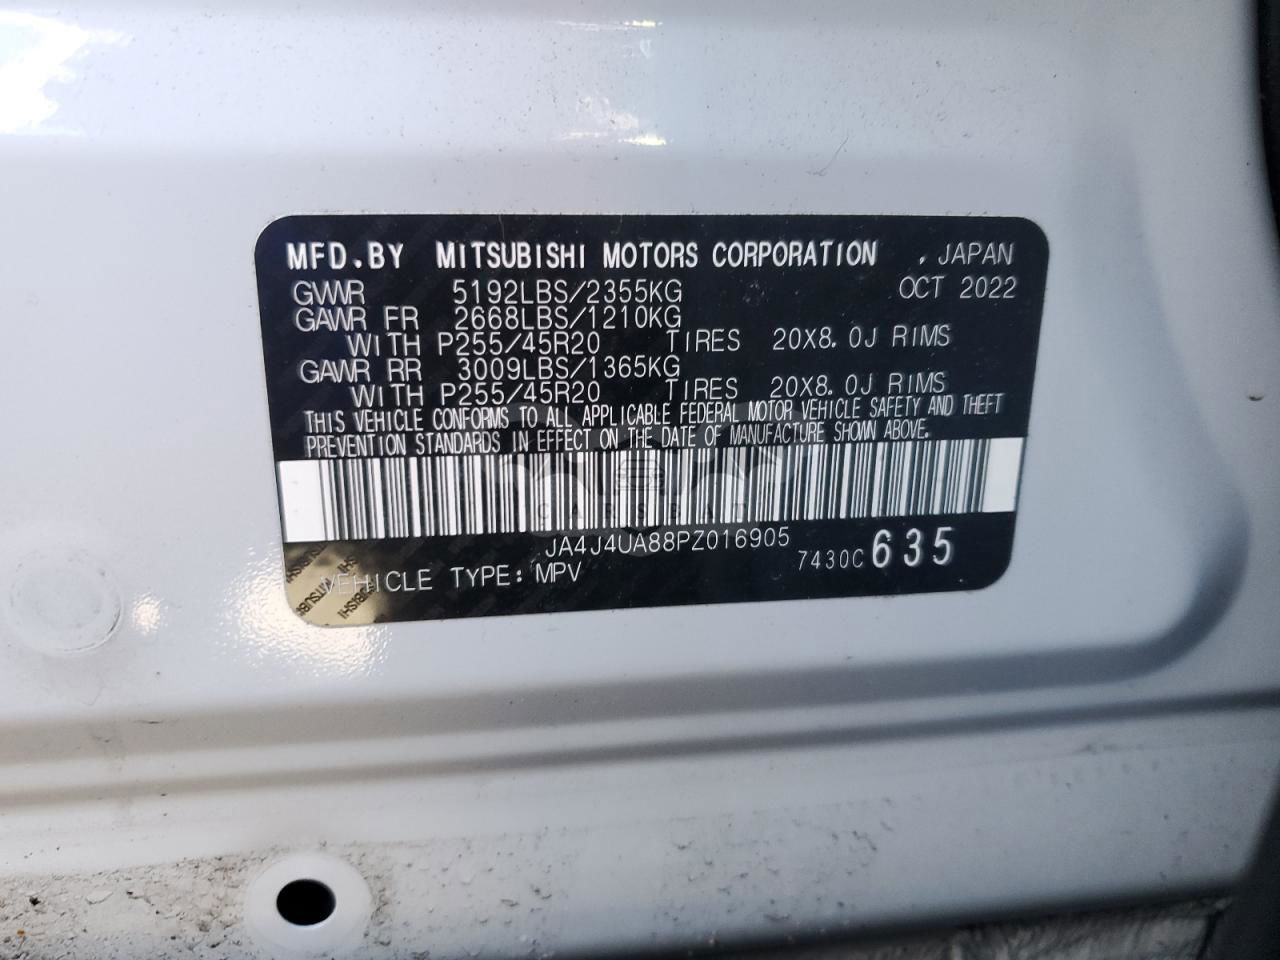 MFD.BY MITSUBISHI MOTORS CORPORATION , JAPAN
GVWR 5192LBS/2355KG OCT 2022
GAWR FR 2668LBS/1210KG
WITH P255/45R20 TIRES 20X8.0J RIMS
GAWR RR 3009LBS/1365KG
WITH P255/45R20 TIRES 20X8.0J RIMS
THIS VEHICLE CONFORMS TO ALL APPLICABLE FEDERAL MOTOR VEHICLE SAFETY AND THEFT
PREVENTION STANDARDS IN EFFECT ON THE DATE OF MANUFACTURE SHOWN ABOVE.
CARSBAT
JA4J4UA88PZ016905
7430C 635
VEHICLE TYPE: MPV
MITSUBISHI